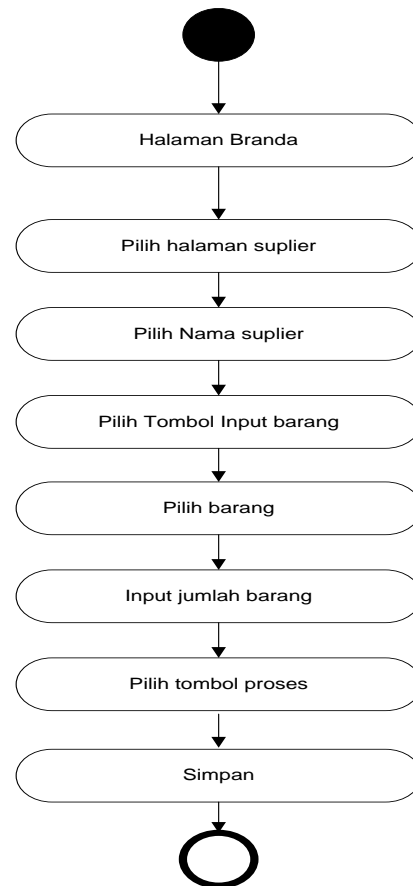 Halaman Branda
Pilih halaman suplier
Pilih Nama suplier
Pilih Tombol Input barang
Pilih barang
Input jumlah barang
Pilih tombol proses
Simpan